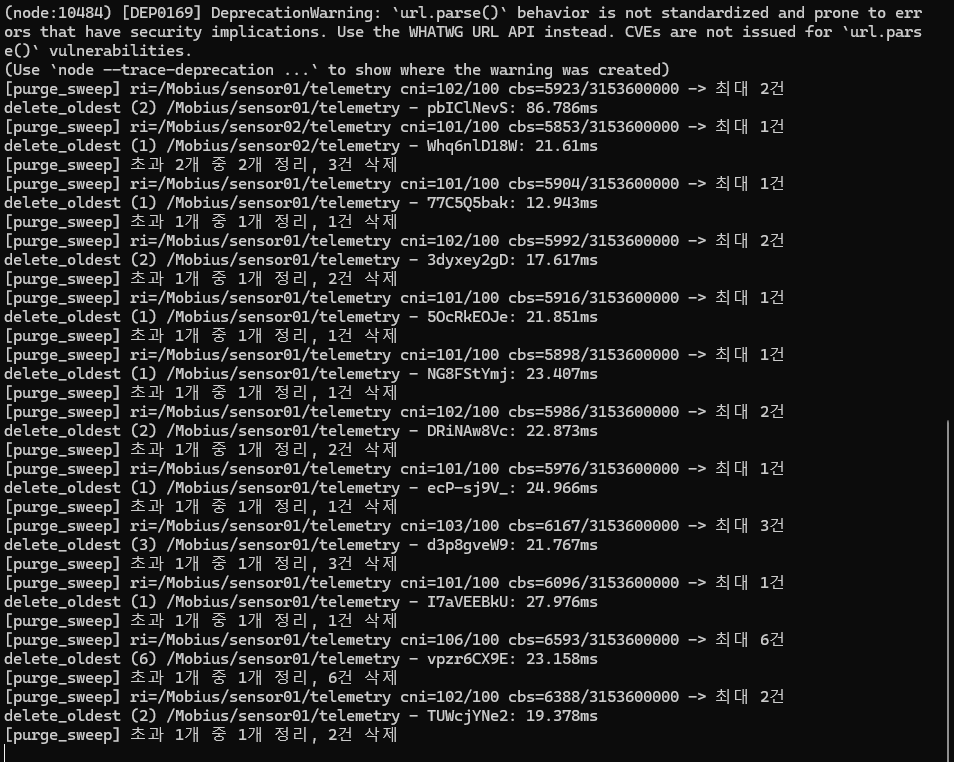 (node:10484) [DEP0169] DeprecationWarning: `url.parse()` behavior is not standardized and prone to err
ors that have security implications. Use the WHATWG URL API instead. CVEs are not issued for `url.pars
e()` vulnerabilities.
(Use `node --trace-deprecation ...` to show where the warning was created)
[purge_sweep] ri=/Mobius/sensor01/telemetry cni=102/100 cbs=5923/3153600000 -> 최대 2건
delete_oldest (2) /Mobius/sensor01/telemetry - pbIClNevS: 86.786ms
[purge_sweep] ri=/Mobius/sensor02/telemetry cni=101/100 cbs=5853/3153600000 -> 최대 1건
delete_oldest (1) /Mobius/sensor02/telemetry - Whq6nlD18W: 21.61ms
[purge_sweep] 초과 2개 중 2개 정리, 3건 삭제
[purge_sweep] ri=/Mobius/sensor01/telemetry cni=101/100 cbs=5904/3153600000 -> 최대 1건
delete_oldest (1) /Mobius/sensor01/telemetry - 77C5Q5bak: 12.943ms
[purge_sweep] 초과 1개 중 1개 정리, 1건 삭제
[purge_sweep] ri=/Mobius/sensor01/telemetry cni=102/100 cbs=5992/3153600000 -> 최대 2건
delete_oldest (2) /Mobius/sensor01/telemetry - 3dyxey2gD: 17.617ms
[purge_sweep] 초과 1개 중 1개 정리, 2건 삭제
[purge_sweep] ri=/Mobius/sensor01/telemetry cni=101/100 cbs=5916/3153600000 -> 최대 1건
delete_oldest (1) /Mobius/sensor01/telemetry - 5OcRkEOJe: 21.851ms
[purge_sweep] 초과 1개 중 1개 정리, 1건 삭제
[purge_sweep] ri=/Mobius/sensor01/telemetry cni=101/100 cbs=5898/3153600000 -> 최대 1건
delete_oldest (1) /Mobius/sensor01/telemetry - NG8FStYmj: 23.407ms
[purge_sweep] 초과 1개 중 1개 정리, 1건 삭제
[purge_sweep] ri=/Mobius/sensor01/telemetry cni=102/100 cbs=5986/3153600000 -> 최대 2건
delete_oldest (2) /Mobius/sensor01/telemetry - DRiNAw8Vc: 22.873ms
[purge_sweep] 초과 1개 중 1개 정리, 2건 삭제
[purge_sweep] ri=/Mobius/sensor01/telemetry cni=101/100 cbs=5976/3153600000 -> 최대 1건
delete_oldest (1) /Mobius/sensor01/telemetry - ecP-sj9V_: 24.966ms
[purge_sweep] 초과 1개 중 1개 정리, 1건 삭제
[purge_sweep] ri=/Mobius/sensor01/telemetry cni=103/100 cbs=6167/3153600000 -> 최대 3건
delete_oldest (3) /Mobius/sensor01/telemetry - d3p8gveW9: 21.767ms
[purge_sweep] 초과 1개 중 1개 정리, 3건 삭제
[purge_sweep] ri=/Mobius/sensor01/telemetry cni=101/100 cbs=6096/3153600000 -> 최대 1건
delete_oldest (1) /Mobius/sensor01/telemetry - I7aVEEBkU: 27.976ms
[purge_sweep] 초과 1개 중 1개 정리, 1건 삭제
[purge_sweep] ri=/Mobius/sensor01/telemetry cni=106/100 cbs=6593/3153600000 -> 최대 6건
delete_oldest (6) /Mobius/sensor01/telemetry - vpzr6CX9E: 23.158ms
[purge_sweep] 초과 1개 중 1개 정리, 6건 삭제
[purge_sweep] ri=/Mobius/sensor01/telemetry cni=102/100 cbs=6388/3153600000 -> 최대 2건
delete_oldest (2) /Mobius/sensor01/telemetry - TUWcjYNe2: 19.378ms
[purge_sweep] 초과 1개 중 1개 정리, 2건 삭제